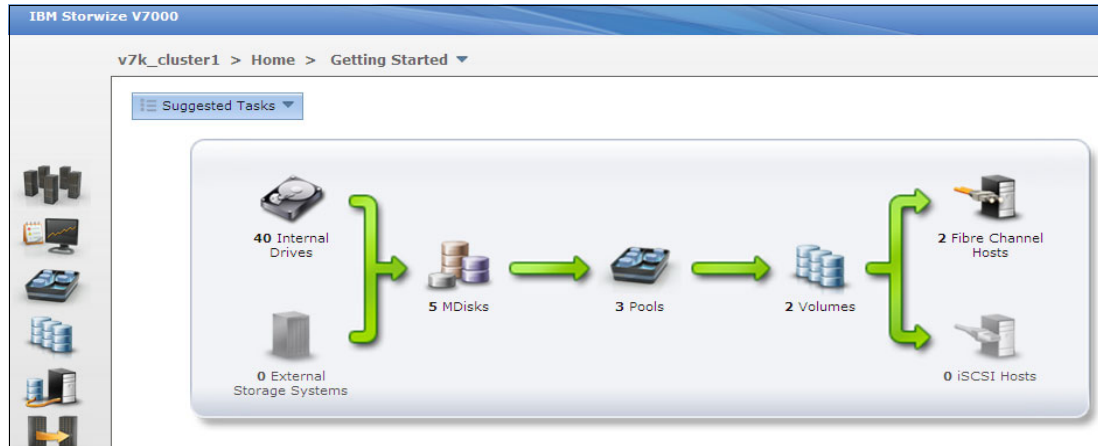 IBM Storwize V7000
v7k_cluster1 > Home > Getting Started
Suggested Tasks
40 Internal
Drives
0 External
Storage Systems
5 MDisks
3 Pools
2 Volumes
2 Fibre Channel
Hosts
0 iSCSI Hosts